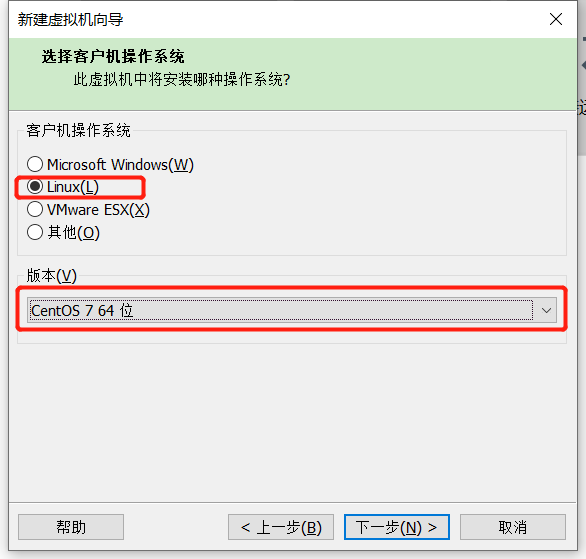 新建虚拟机向导
选择客户机操作系统
此虚拟机中将安装哪种操作系统?
客户机操作系统
Microsoft Windows(W)
Linux(L)
VMware ESX(X)
其他(O)
版本(V)
CentOS 7 64 位
帮助
< 上一步(B)
下一步(N) >
取消